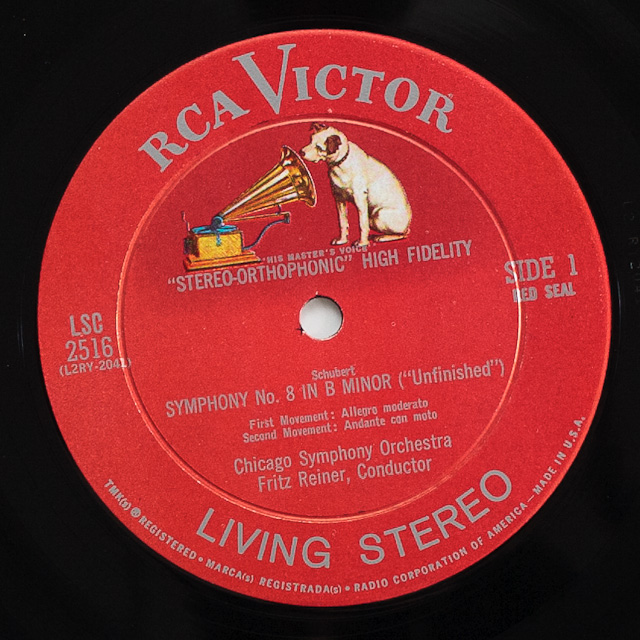 RCA VICTOR
"HIS MASTER'S VOICE"
"STEREO-ORTHOPHONIC" HIGH FIDELITY
SIDE 1
RED SEAL
LSC
2516
(L2RY-2041)
Schubert
SYMPHONY No. 8 IN B MINOR ("Unfinished")
First Movement: Allegro moderato
Second Movement: Andante con moto
Chicago Symphony Orchestra
Fritz Reiner, Conductor
LIVING STEREO
TMK(s) ® REGISTERED • MARCA(s) REGISTRADA(s) • RADIO CORPORATION OF AMERICA—MADE IN U.S.A.